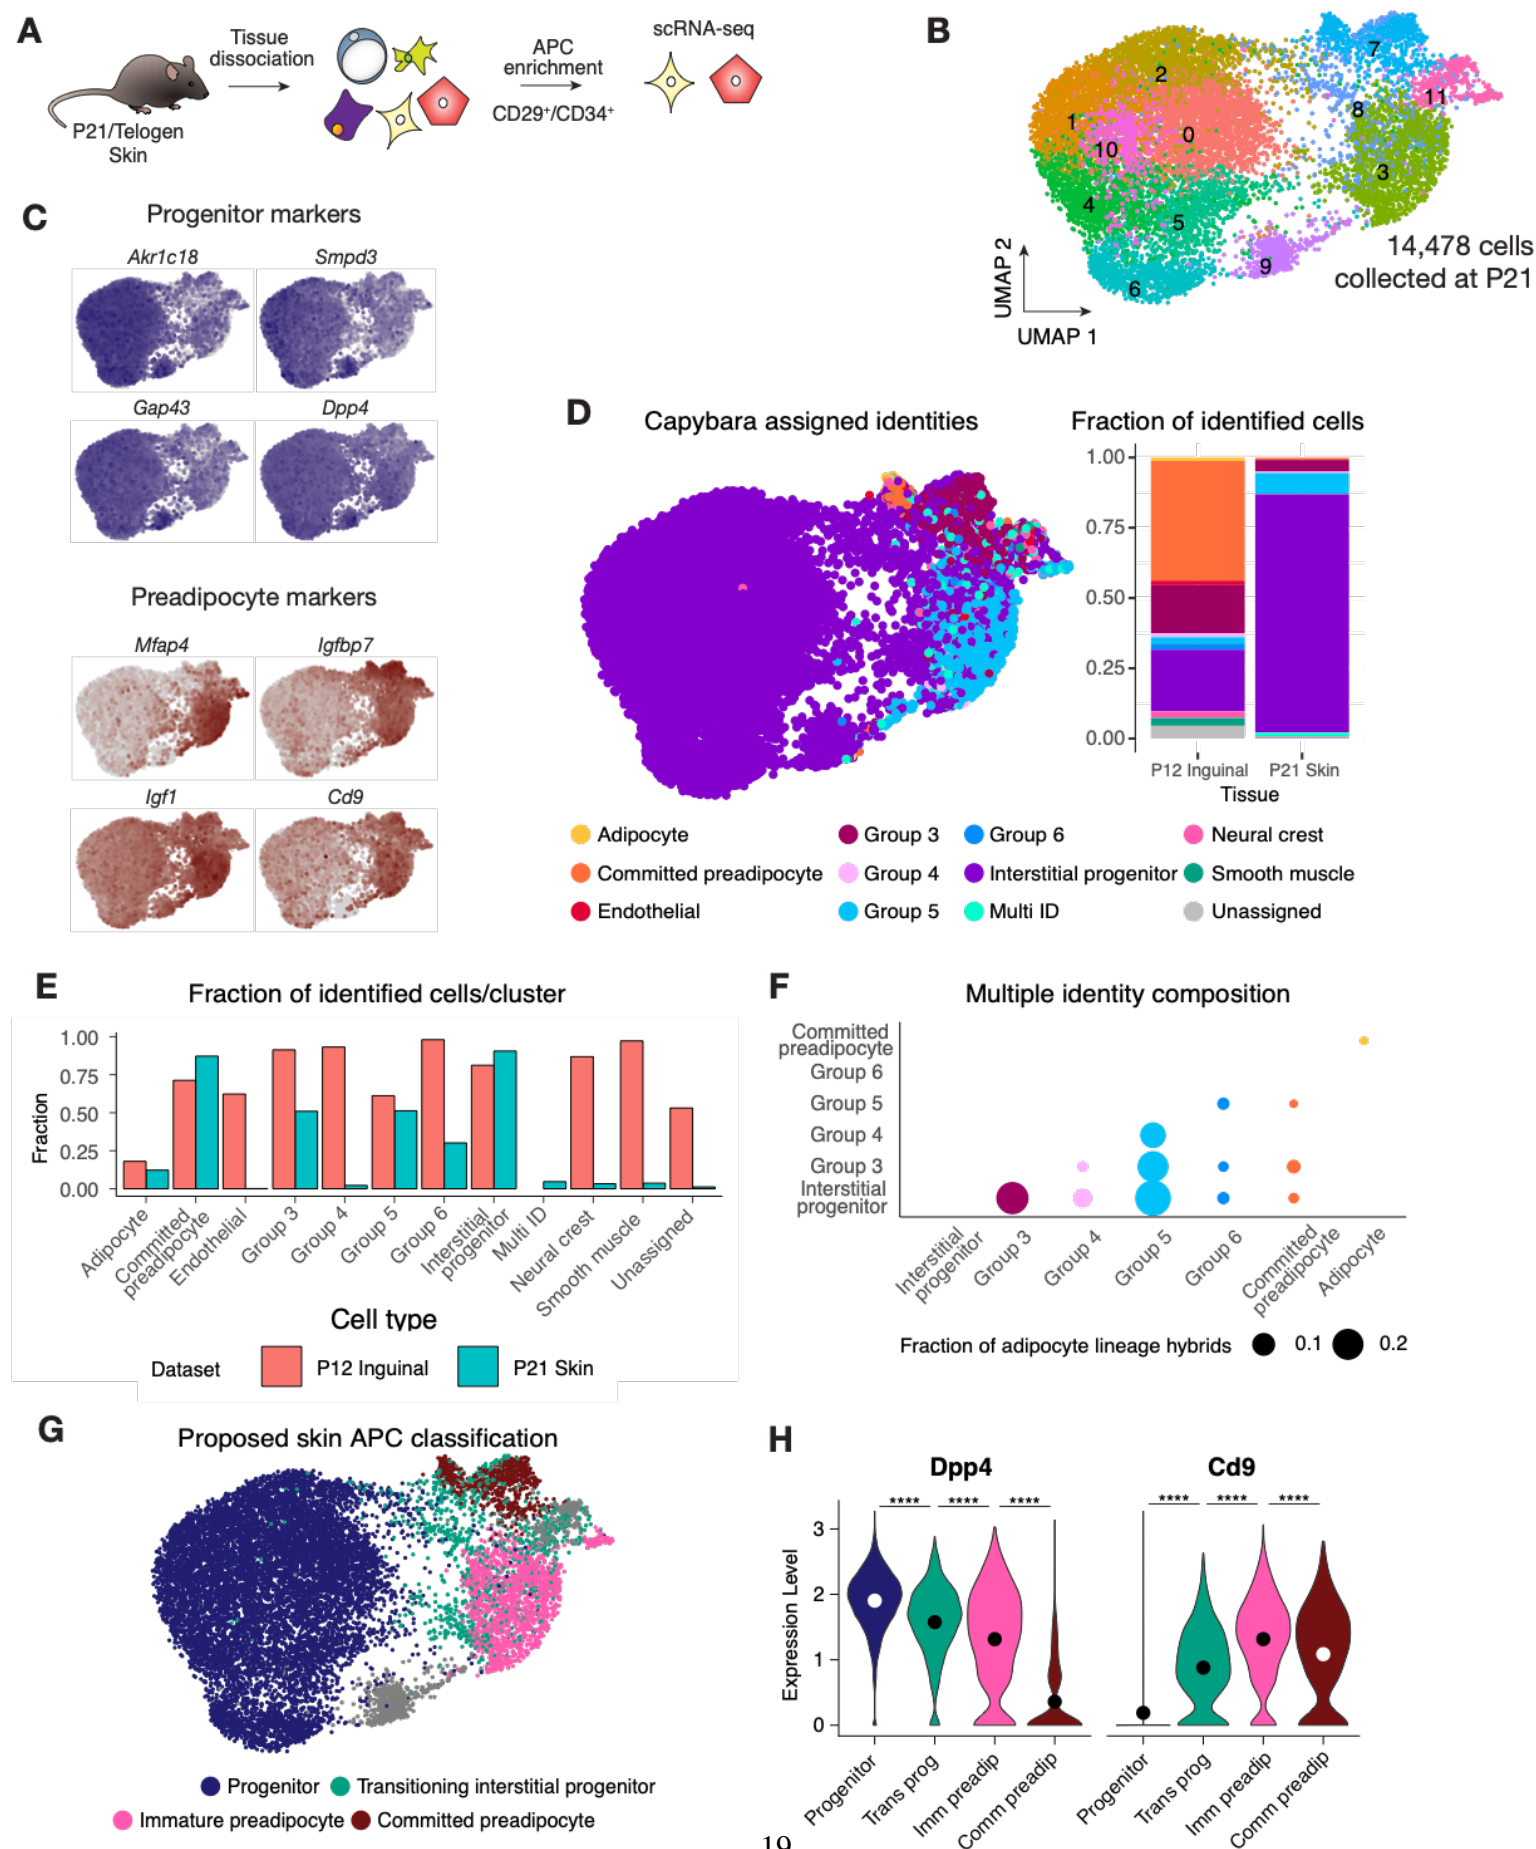 A
P21/Telogen
Skin
Tissue
dissociation
APC
enrichment
CD29+/CD34+
scRNA-seq
B
2
7
1
10
0
8
11
3
4
5
9
6
UMAP 2
UMAP 1
14,478 cells
collected at P21
C
Progenitor markers
Akr1c18
Smpd3
Gap43
Dpp4
Preadipocyte markers
Mfap4
Igfbp7
Igf1
Cd9
D
Capybara assigned identities
Fraction of identified cells
1.00
0.75
0.50
0.25
0.00
P12 Inguinal
P21 Skin
Tissue
Adipocyte
Committed preadipocyte
Endothelial
Group 3
Group 4
Group 5
Group 6
Interstitial progenitor
Multi ID
Neural crest
Smooth muscle
Unassigned
E
Fraction of identified cells/cluster
Fraction
1.00
0.75
0.50
0.25
0.00
Adipocyte
Committed
preadipocyte
Endothelial
Group 3
Group 4
Group 5
Group 6
Interstitial
progenitor
Multi ID
Neural crest
Smooth muscle
Unassigned
Cell type
Dataset
P12 Inguinal
P21 Skin
F
Multiple identity composition
Committed
preadipocyte
Group 6
Group 5
Group 4
Group 3
Interstitial
progenitor
Interstitial
progenitor
Group 3
Group 4
Group 5
Group 6
Committed
preadipocyte
Adipocyte
Fraction of adipocyte lineage hybrids
0.1
0.2
G
Proposed skin APC classification
Progenitor
Transitioning interstitial progenitor
Immature preadipocyte
Committed preadipocyte
H
Dpp4
Cd9
**** **** ****
**** **** ****
Expression Level
3
2
1
0
Progenitor
Trans prog
Imm preadip
Comm preadip
Progenitor
Trans prog
Imm preadip
Comm preadip
19